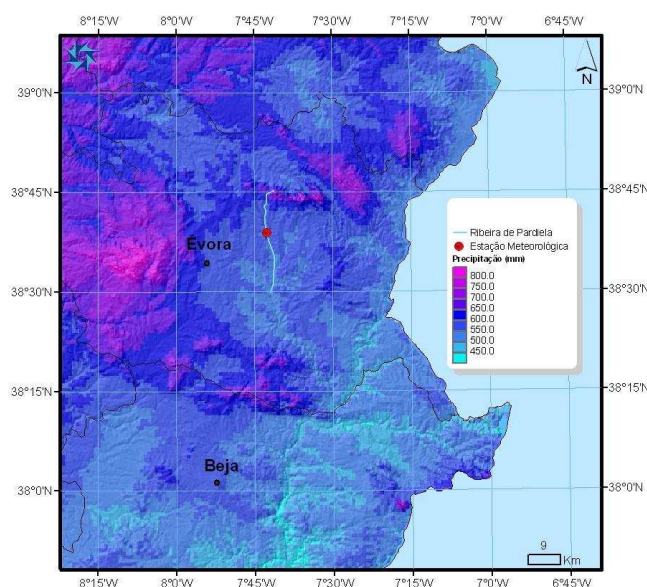 8°15'W 8°0'W 7°45'W 7°30'W 7°15'W 7°0'W 6°45'W
39°0'N 39°0'N
N
38°45'N 38°45'N
Ribeira de Pardiela
Estação Meteorológica
Precipitação (mm)
800.0
750.0
700.0
650.0
600.0
550.0
500.0
450.0
Évora
38°30'N 38°30'N
38°15'N 38°15'N
Beja
38°0'N 38°0'N
9
Km
8°15'W 8°0'W 7°45'W 7°30'W 7°15'W 7°0'W 6°45'W